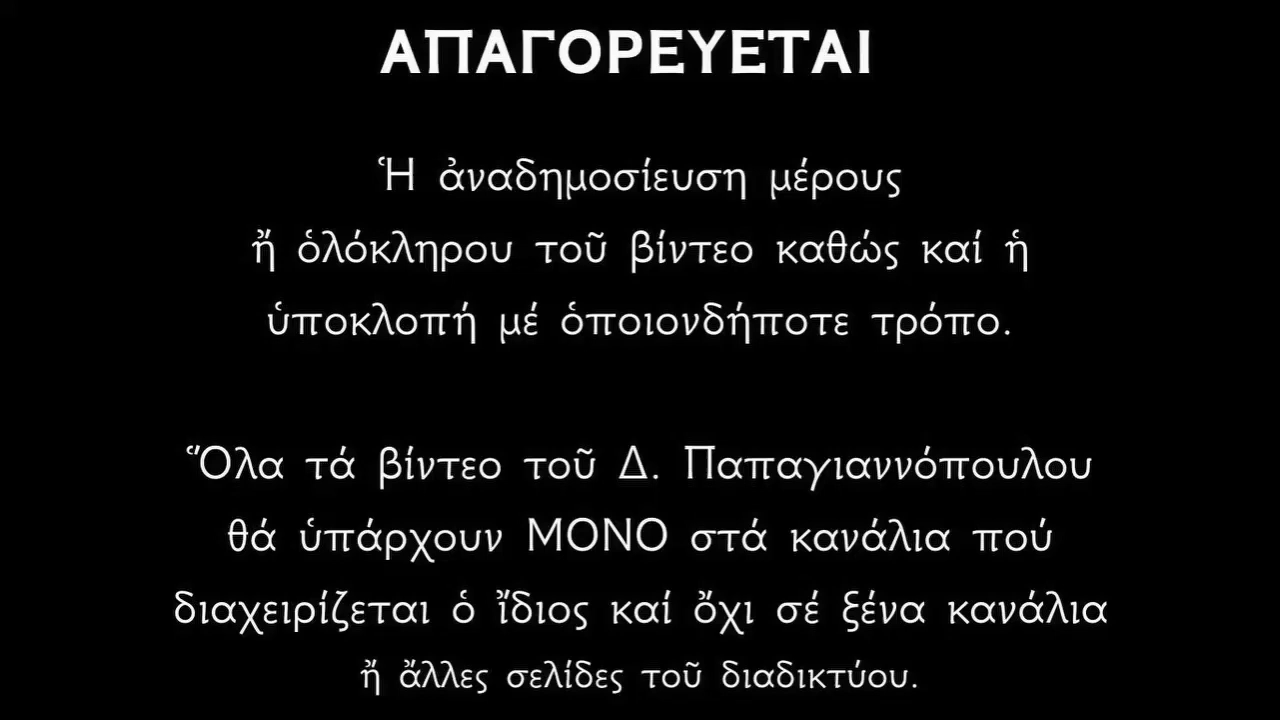 ΑΠΑΓΟΡΕΥΕΤΑΙ
Ἡ ἀναδημοσίευση μέρους
ἤ ὁλόκληρου τοῦ βίντεο καθώς καί ἡ
ὑποκλοπή μέ ὁποιονδήποτε τρόπο.
Ὅλα τά βίντεο τοῦ Δ. Παπαγιαννόπουλου
θά ὑπάρχουν ΜΟΝΟ στά κανάλια πού
διαχειρίζεται ὁ ἴδιος καί ὄχι σέ ξένα κανάλια
ἤ ἄλλες σελίδες τοῦ διαδικτύου.